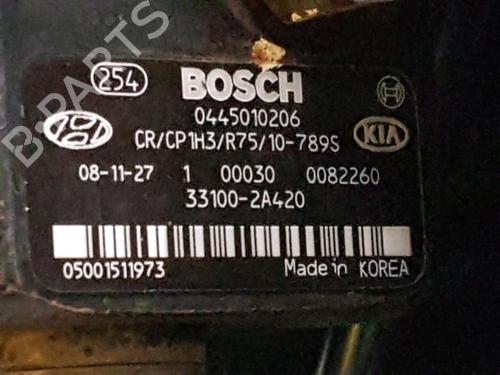 254 BOSCH
0445010206
CR/CP1H3/R75/10-789S
KIA
08-11-27 1 00030 0082260
33100-2A420
05001511973 Made in KOREA
B-PARTS